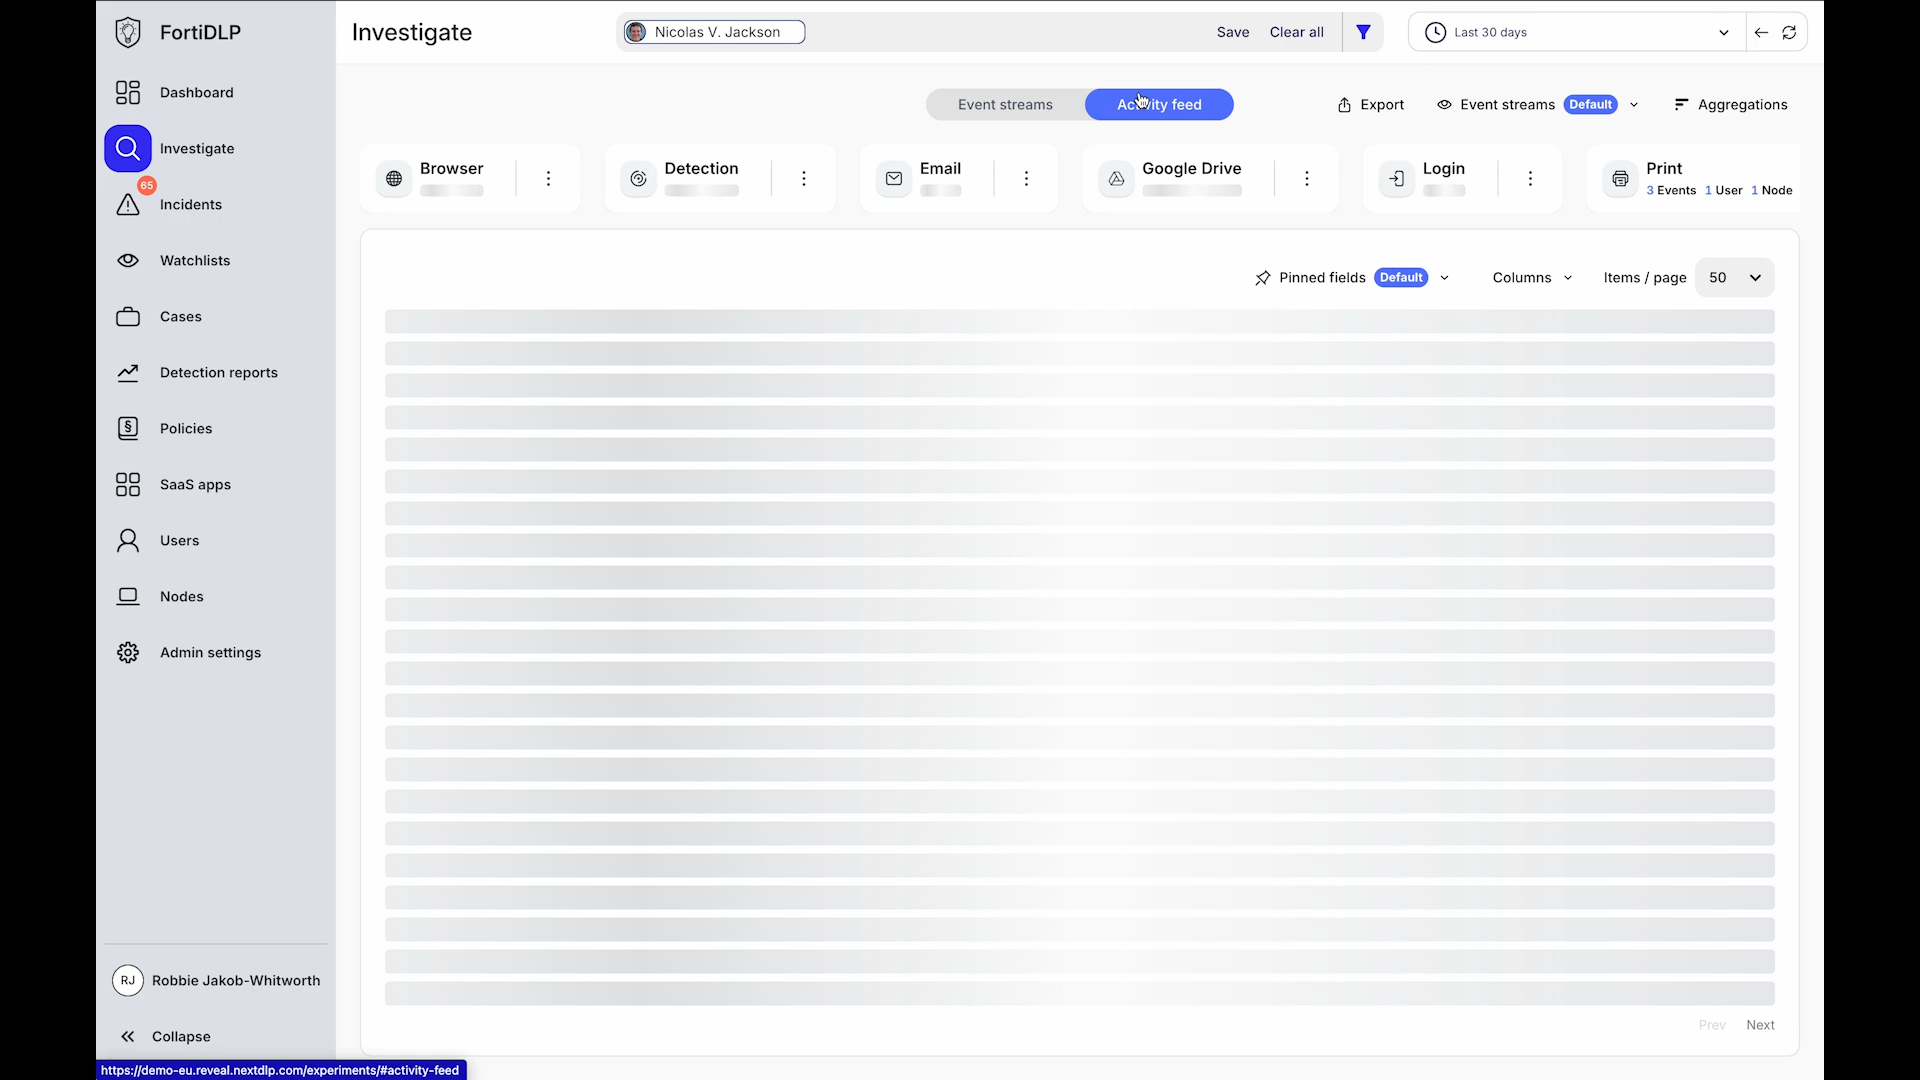 FortiDLP
Dashboard
Investigate
65
Incidents
Watchlists
Cases
Detection reports
§
Policies
SaaS apps
Users
Nodes
Admin settings
RJ
Robbie Jakob-Whitworth
Collapse
https://demo-eu.reveal.nextdlp.com/experiments/#activity-feed
Investigate
Nicolas V. Jackson
Save
Clear all
Last 30 days
Event streams
Activity feed
Export
Event streams
Default
Aggregations
Browser
Detection
Email
Google Drive
Login
Print
3 Events 1 User 1 Node
Pinned fields
Default
Columns
Items / page
50
Prev
Next